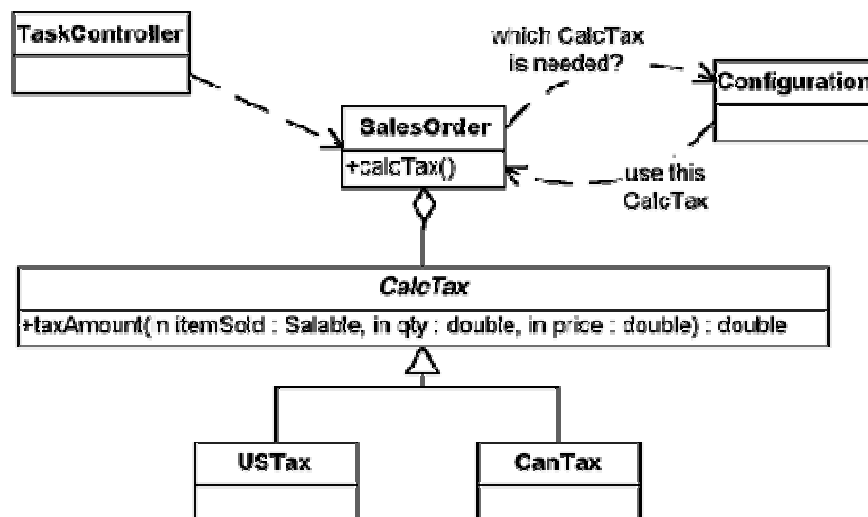 TaskController
which CalcTax
is needed?
Configuration
SalesOrder
+calcTax()
use this
CalcTax
CalcTax
+taxAmount( in itemSold : Salable, in qty : double, in price : double) : double
USTax
CanTax